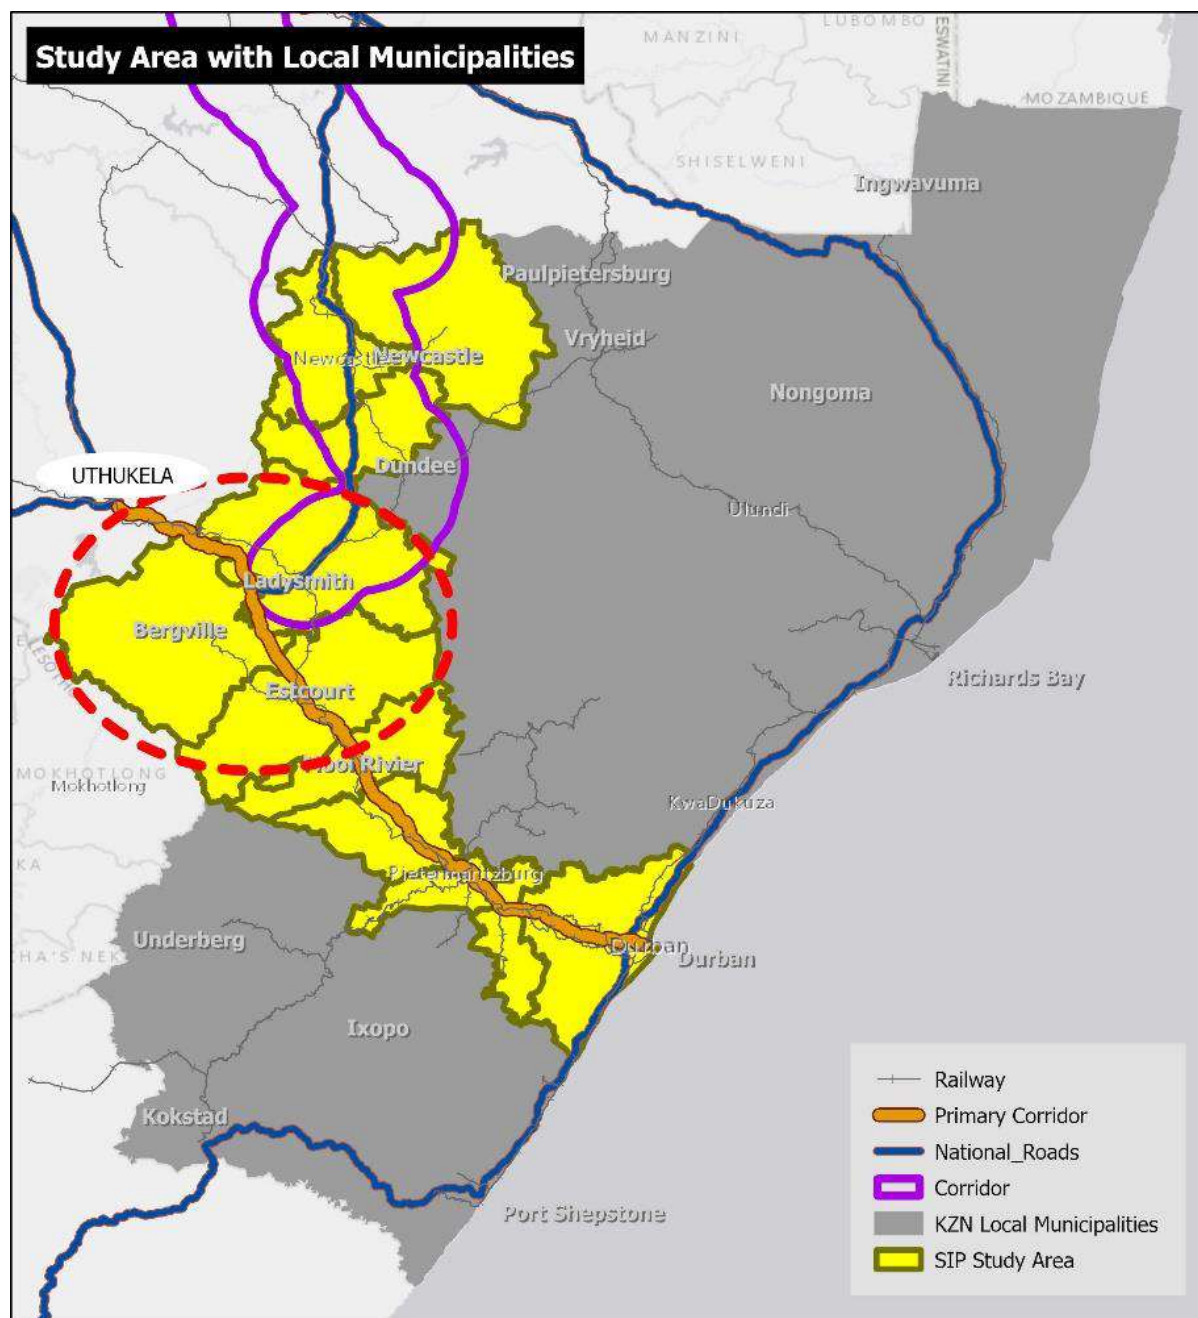 Study Area with Local Municipalities
LUBOMBO
ESWATINI
MANZINI
MOZAMBIQUE
SHISELWENI
Ingwavuma
Paulpietersburg
Vryheid
Newcastle
Newcastle
Nongoma
Dundee
UTHUKELA
Ulundi
Ladysmith
Bergville
LESOTHO
Richards Bay
Estcourt
Mooi Rivier
MOKHOTLONG
Mokhotlong
KwaDukuza
Pietermaritzburg
Underberg
Durban
Durban
Ixopo
Kokstad
Port Shepstone
Railway
Primary Corridor
National_Roads
Corridor
KZN Local Municipalities
SIP Study Area